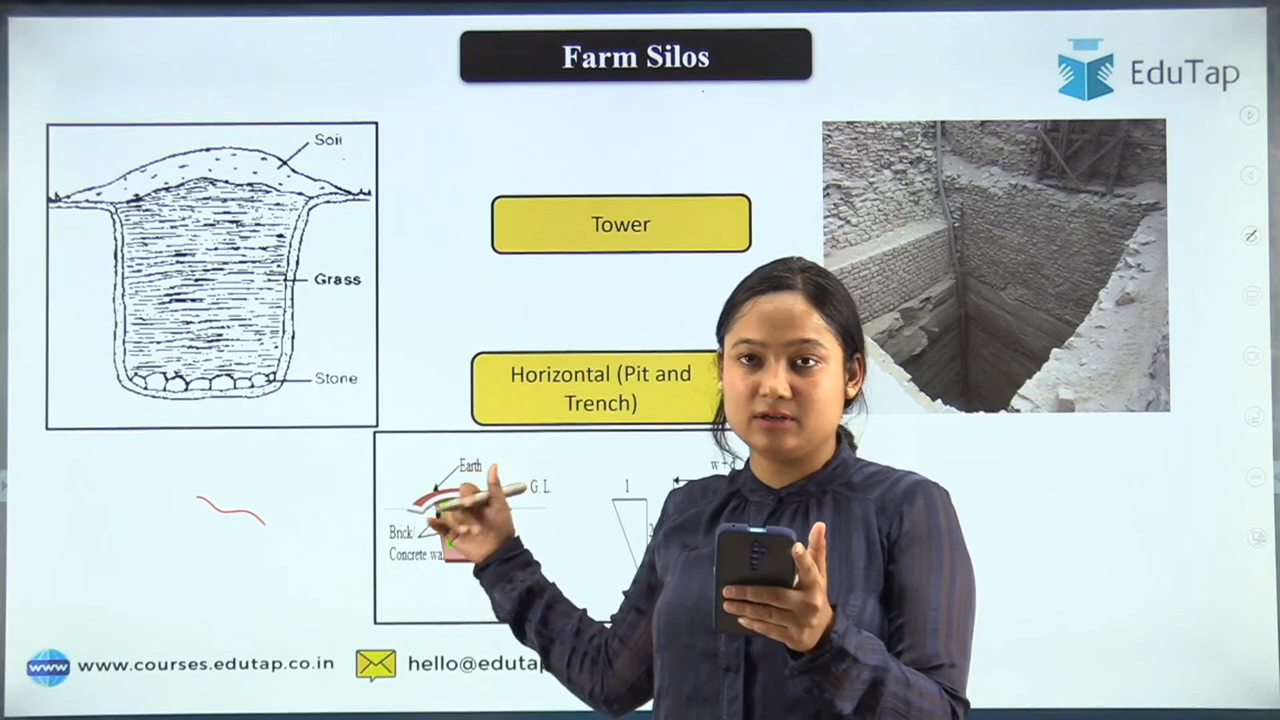 Farm Silos
EduTap
Soil
Grass
Stone
Tower
Horizontal (Pit and
Trench)
Earth
G.L.
Brick
Concrete
1
www.courses.edutap.co.in
www
hello@edutap